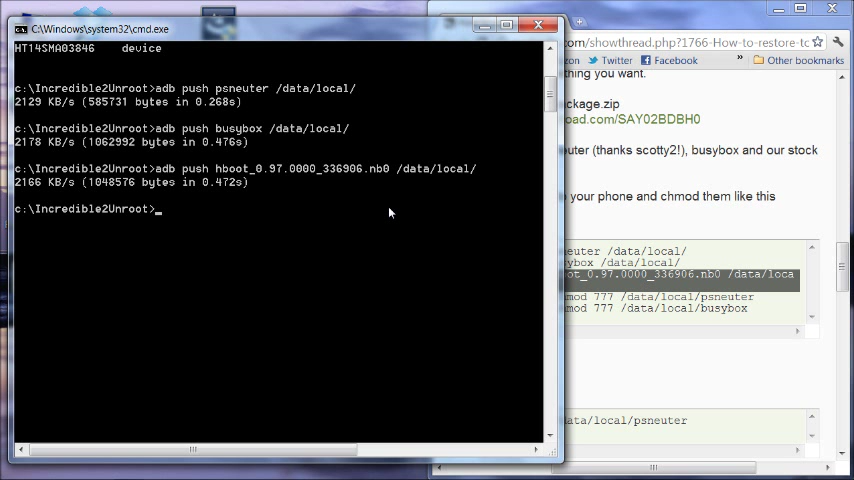 C:\Windows\system32\cmd.exe
HT14SMA03846    device
c:\Incredible2Unroot>adb push psneuter /data/local/
2129 KB/s (585731 bytes in 0.268s)
c:\Incredible2Unroot>adb push busybox /data/local/
2178 KB/s (1062992 bytes in 0.476s)
c:\Incredible2Unroot>adb push hboot_0.97.0000_336906.nb0 /data/local/
2166 KB/s (1048576 bytes in 0.472s)
c:\Incredible2Unroot>_
.com/showthread.php?1766-How-to-restore-to
zon Twitter Facebook » Other bookmarks
thing you want.
ckage.zip
load.com/SAY02BDBH0
euter (thanks scotty2!), busybox and our stock
your phone and chmod them like this
sneuter /data/local/
sybox /data/local/
oot_0.97.0000_336906.nb0 /data/loca
mod 777 /data/local/psneuter
mod 777 /data/local/busybox
data/local/psneuter